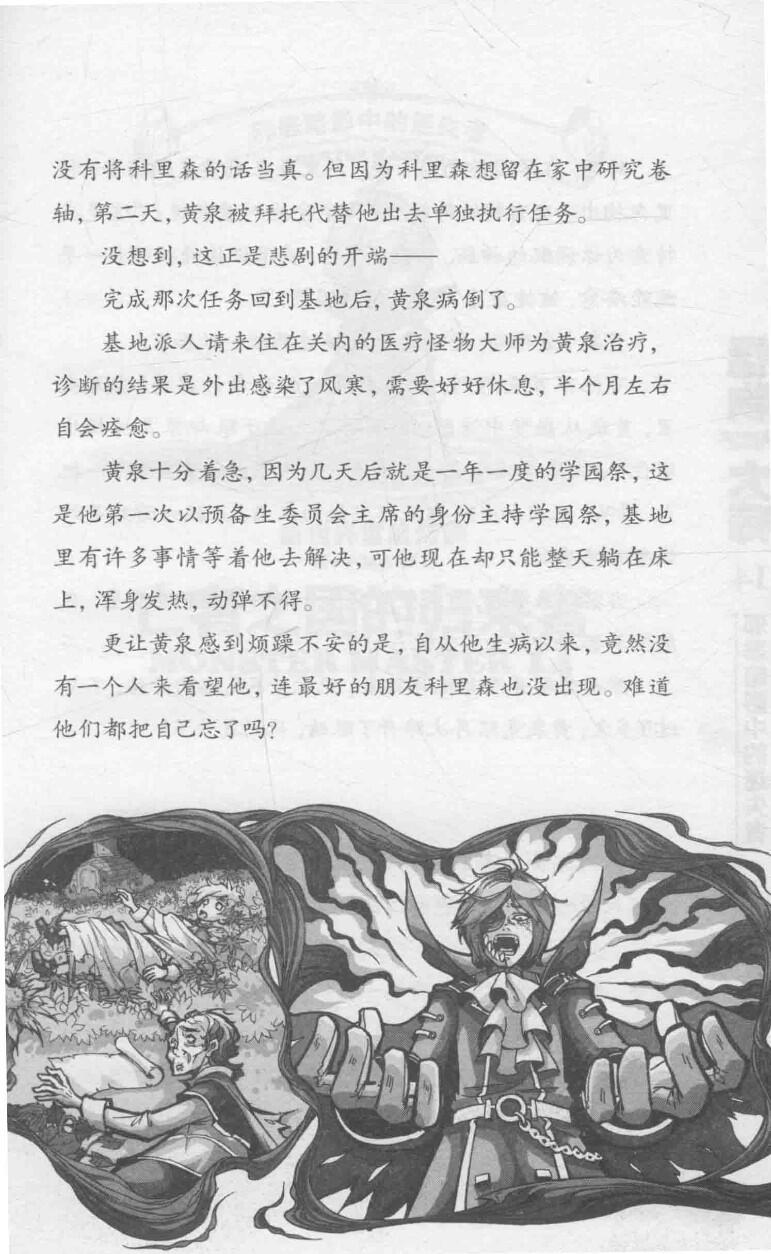 没有将科里森的话当真。但因为科里森想留在家中研究卷
轴，第二天，黄泉被拜托代替他出去单独执行任务。
没想到，这正是悲剧的开端——
完成那次任务回到基地后，黄泉病倒了。
基地派人请来住在关内的医疗怪物大师为黄泉治疗，
诊断的结果是外出感染了风寒，需要好好休息，半个月左右
自会痊愈。
黄泉十分着急，因为几天后就是一年一度的学园祭，这
是他第一次以预备生委员会主席的身份主持学园祭，基地
里有许多事情等着他去解决，可他现在却只能整天躺在床
上，浑身发热，动弹不得。
更让黄泉感到烦躁不安的是，自从他生病以来，竟然没
有一个人来看望他，连最好的朋友科里森也没出现。难道
他们都把自己忘了吗？